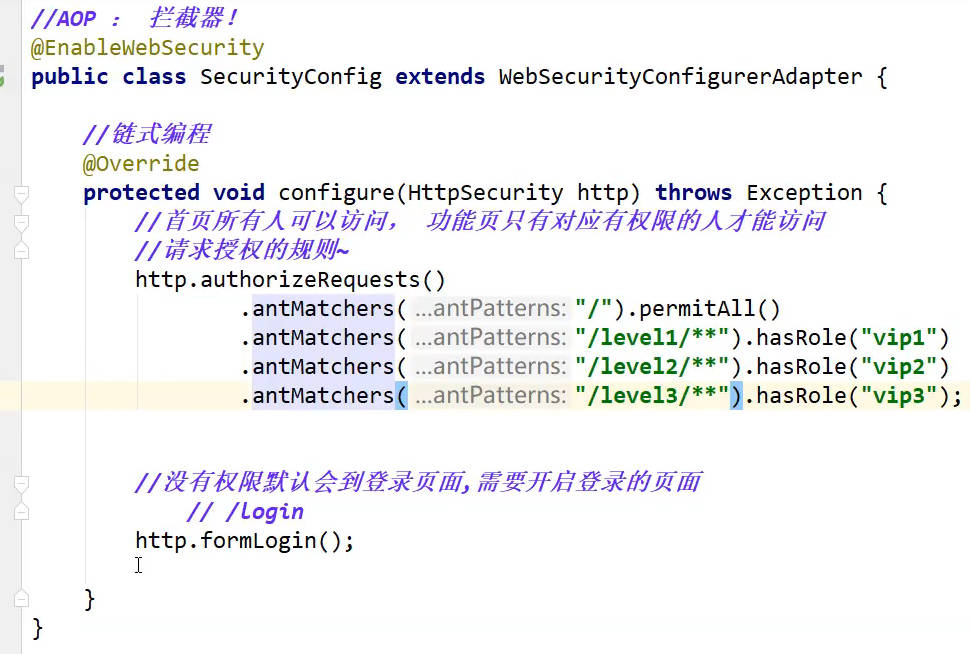 //AOP : 拦截器!
@EnableWebSecurity
public class SecurityConfig extends WebSecurityConfigurerAdapter {
//链式编程
@Override
protected void configure(HttpSecurity http) throws Exception {
//首页所有人可以访问， 功能页只有对应有权限的人才能访问
//请求授权的规则~
http.authorizeRequests()
.antMatchers( ...antPatterns: "/").permitAll()
.antMatchers( ...antPatterns: "/level1/**").hasRole("vip1")
.antMatchers( ...antPatterns: "/level2/**").hasRole("vip2")
.antMatchers( ...antPatterns: "/level3/**").hasRole("vip3");
//没有权限默认会到登录页面,需要开启登录的页面
// /login
http.formLogin();
}
}